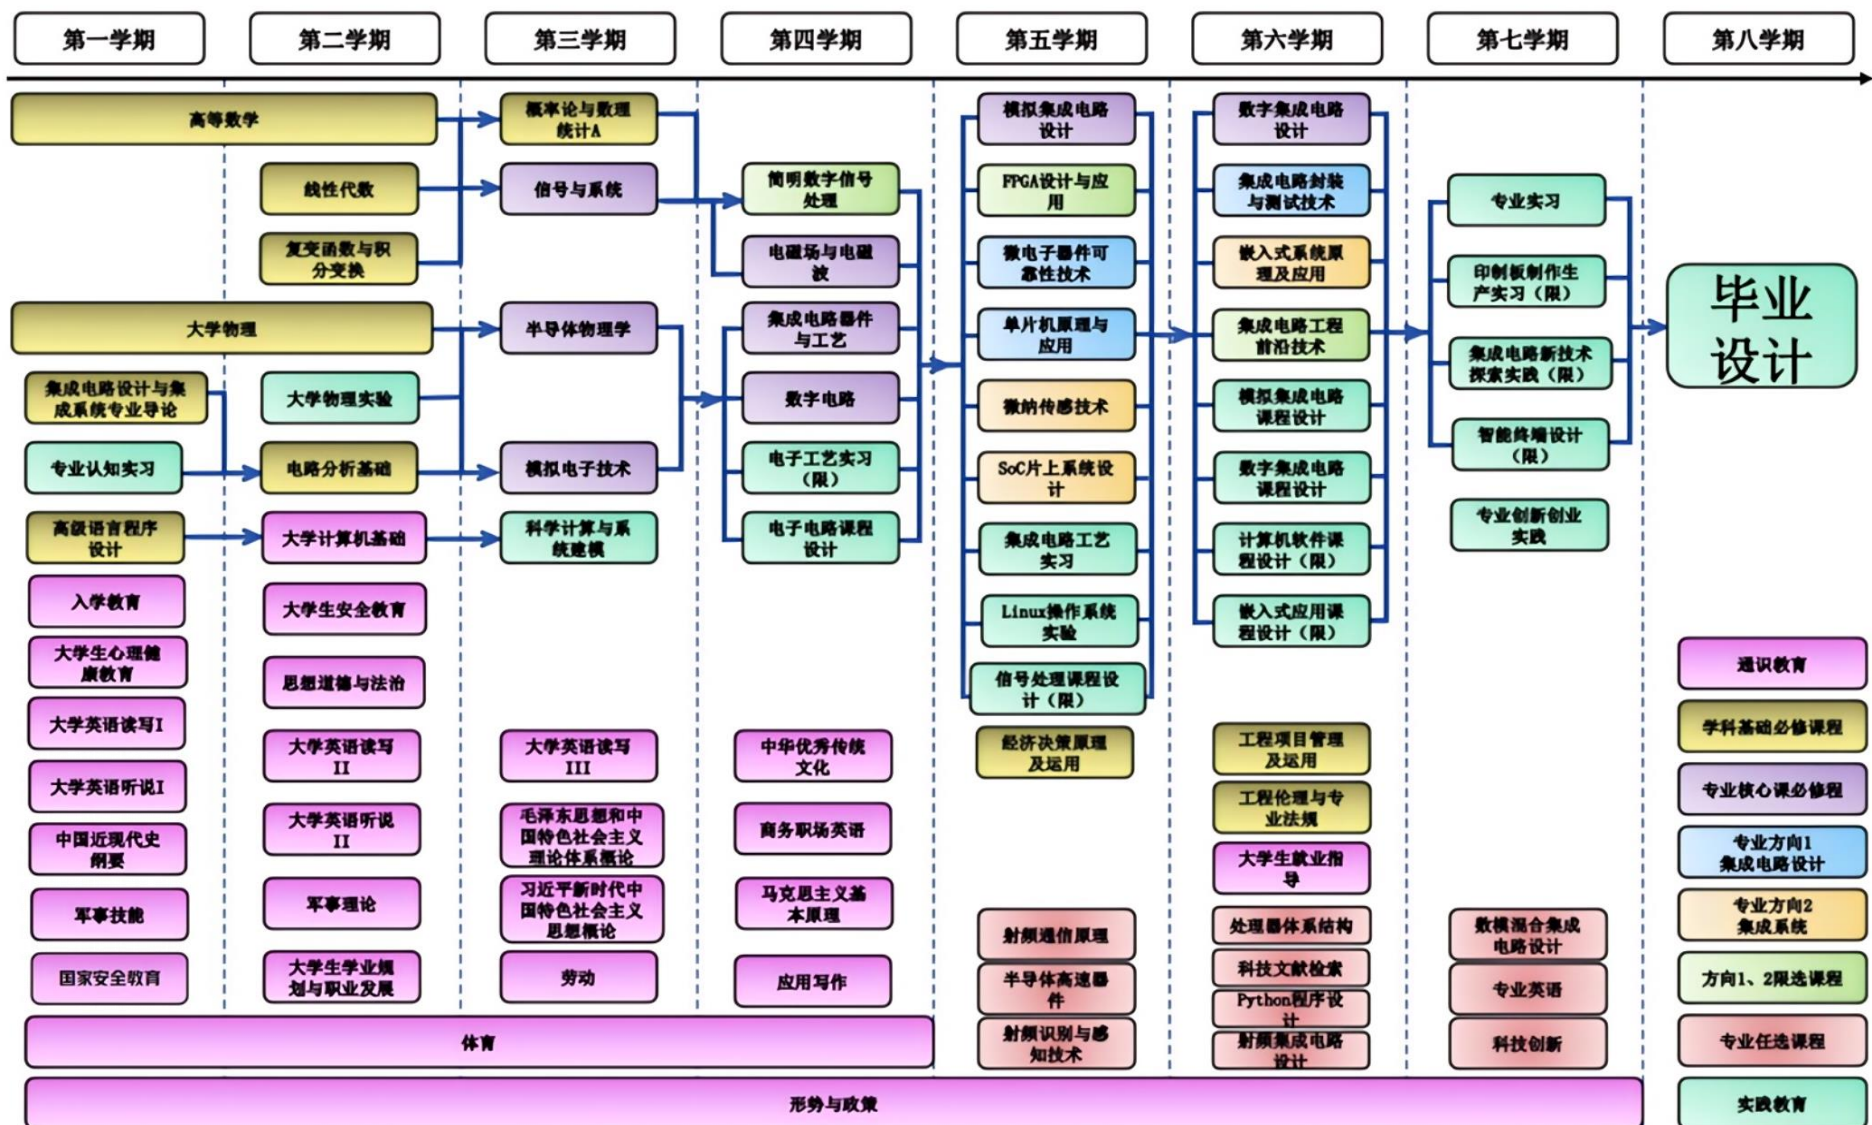 第一学期
第二学期
第三学期
第四学期
第五学期
第六学期
第七学期
第八学期
高等数学
集成电路设计与集
成系统专业导论
专业认知实习
高级语言程序
设计
入学教育
大学生心理健
康教育
大学英语读写I
大学英语听说I
中国近现代史
纲要
军事技能
国家安全教育
线性代数
复变函数与积
分变换
大学物理
大学物理实验
电路分析基础
大学计算机基础
大学生安全教育
思想道德与法治
大学英语读写
II
大学英语听说
II
军事理论
大学生学业规
划与职业发展
概率论与数理
统计A
信号与系统
半导体物理学
模拟电子技术
科学计算与系
统建模
大学英语读写
III
毛泽东思想和中
国特色社会主义
理论体系概论
习近平新时代中
国特色社会主义
思想概论
劳动
简明数字信号
处理
电磁场与电磁
波
集成电路器件
与工艺
数字电路
电子工艺实习
（限）
电子电路课程
设计
中华优秀传统
文化
商务职场英语
马克思主义基
本原理
应用写作
模拟集成电路
设计
FPGA设计与应
用
微电子器件可
靠性技术
单片机原理与
应用
微纳传感技术
SoC片上系统设
计
集成电路工艺
实习
Linux操作系统
实验
信号处理课程设
计（限）
经济决策原理
及运用
射频通信原理
半导体高速器
件
射频识别与感
知技术
数字集成电路
设计
集成电路封装
与测试技术
嵌入式系统原
理及应用
集成电路工程
前沿技术
模拟集成电路
课程设计
数字集成电路
课程设计
计算机软件课
程设计（限）
嵌入式应用课
程设计（限）
工程项目管理
及运用
工程伦理与专
业法规
大学生就业指
导
处理器体系结构
科技文献检索
Python程序设
计
射频集成电路
设计
专业实习
印制板制作生
产实习（限）
集成电路新技术
探索实践（限）
智能终端设计
（限）
专业创新创业
实践
数模混合集成
电路设计
专业英语
科技创新
毕业
设计
通识教育
学科基础必修课程
专业核心课必修程
专业方向1
集成电路设计
专业方向2
集成系统
方向1、2限选课程
专业任选课程
实践教育
体育
形势与政策